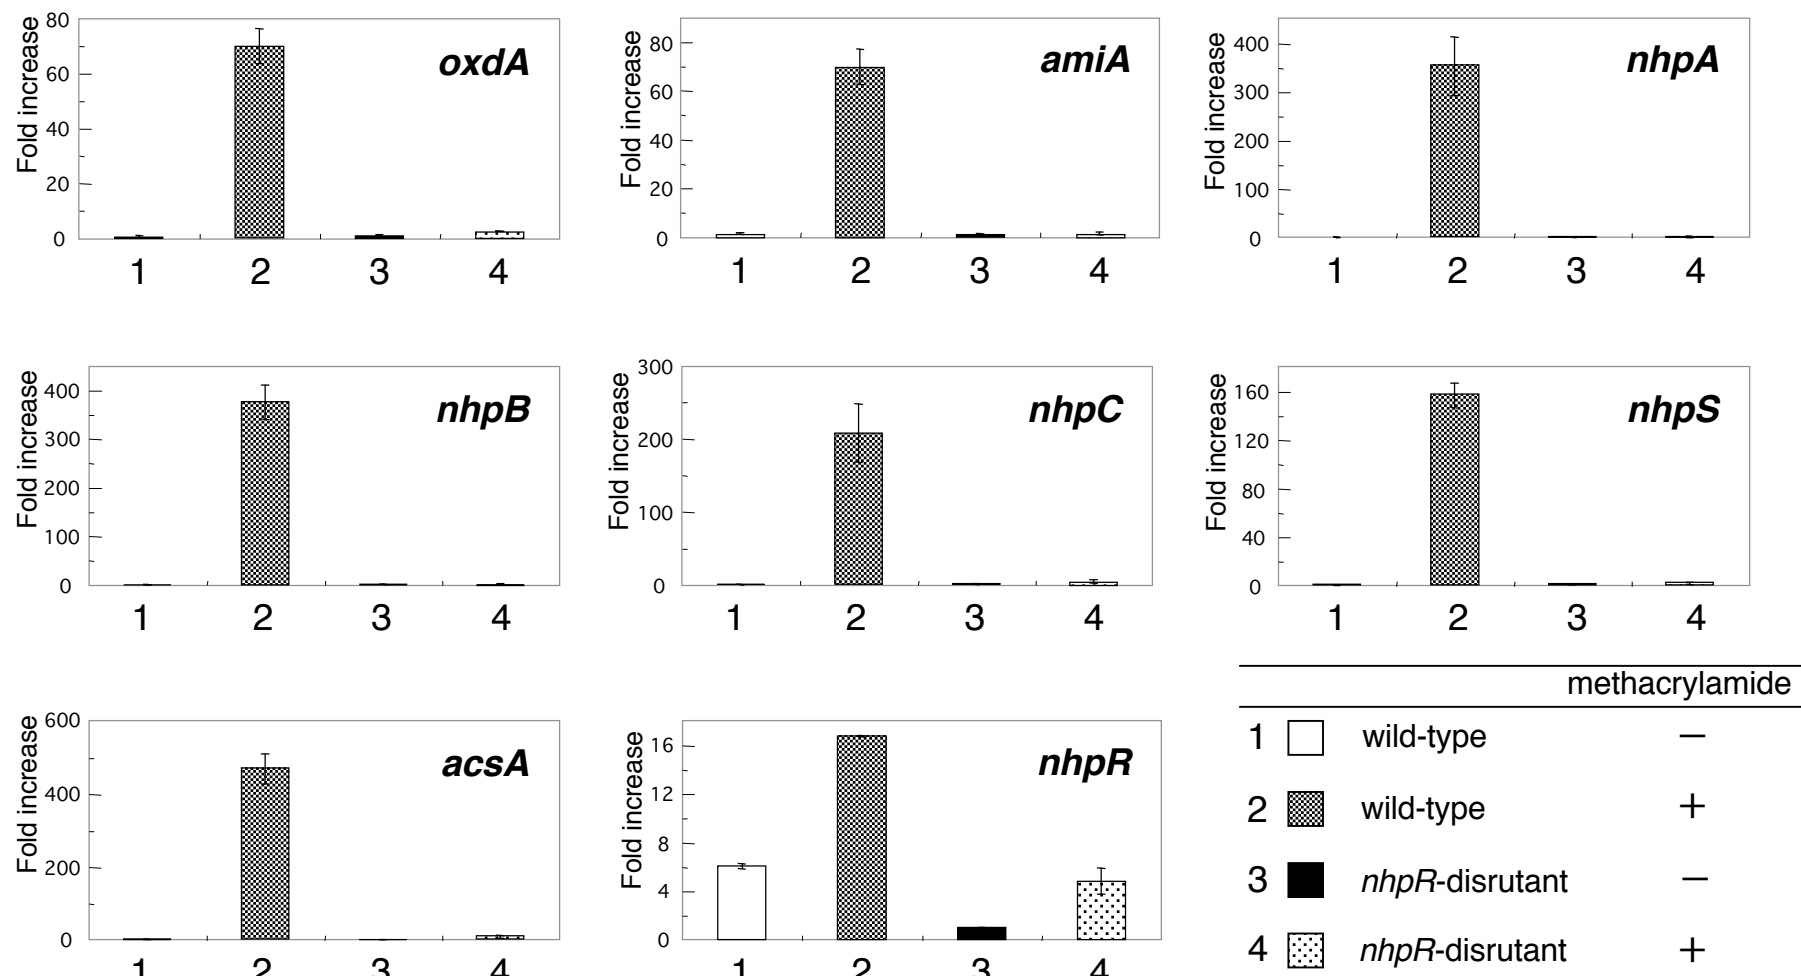 oxdA
Fold increase
80
60
40
20
0
1 2 3 4
amiA
Fold increase
80
60
40
20
0
1 2 3 4
nhpA
Fold increase
400
300
200
100
0
1 2 3 4
nhpB
Fold increase
400
300
200
100
0
1 2 3 4
nhpC
Fold increase
300
200
100
0
1 2 3 4
nhpS
Fold increase
160
120
80
40
0
1 2 3 4
acsA
Fold increase
600
400
200
0
1 2 3 4
nhpR
Fold increase
16
12
8
4
0
1 2 3 4
methacrylamide
1 wild-type −
2 wild-type +
3 nhpR-disrutant −
4 nhpR-disrutant +